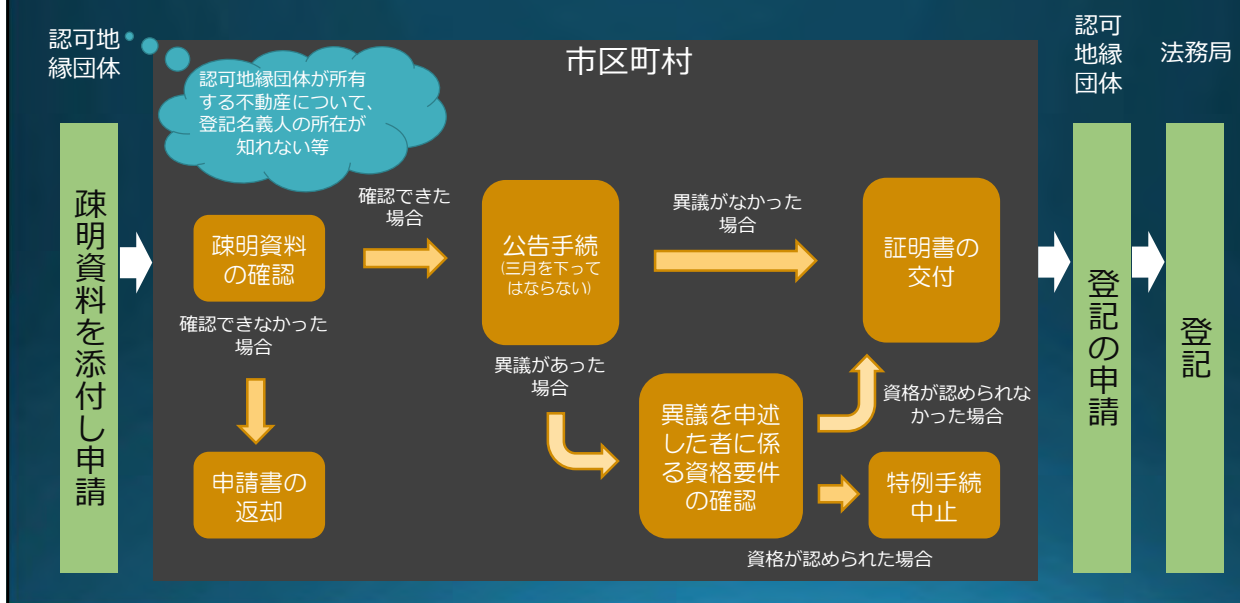 認可地
縁団体
疎明資料を添付し申請
市区町村
認可地縁団体が所有
する不動産について、
登記名義人の所在が
知れない等
疎明資料
の確認
確認できた
場合
確認できなかった
場合
申請書の
返却
公告手続
(三月を下って
はならない)
異議がなかった
場合
異議があった
場合
異議を申述
した者に係
る資格要件
の確認
証明書の
交付
資格が認められな
かった場合
特例手続
中止
資格が認められた場合
認可
地縁
団体
登記の申請
法務局
登記